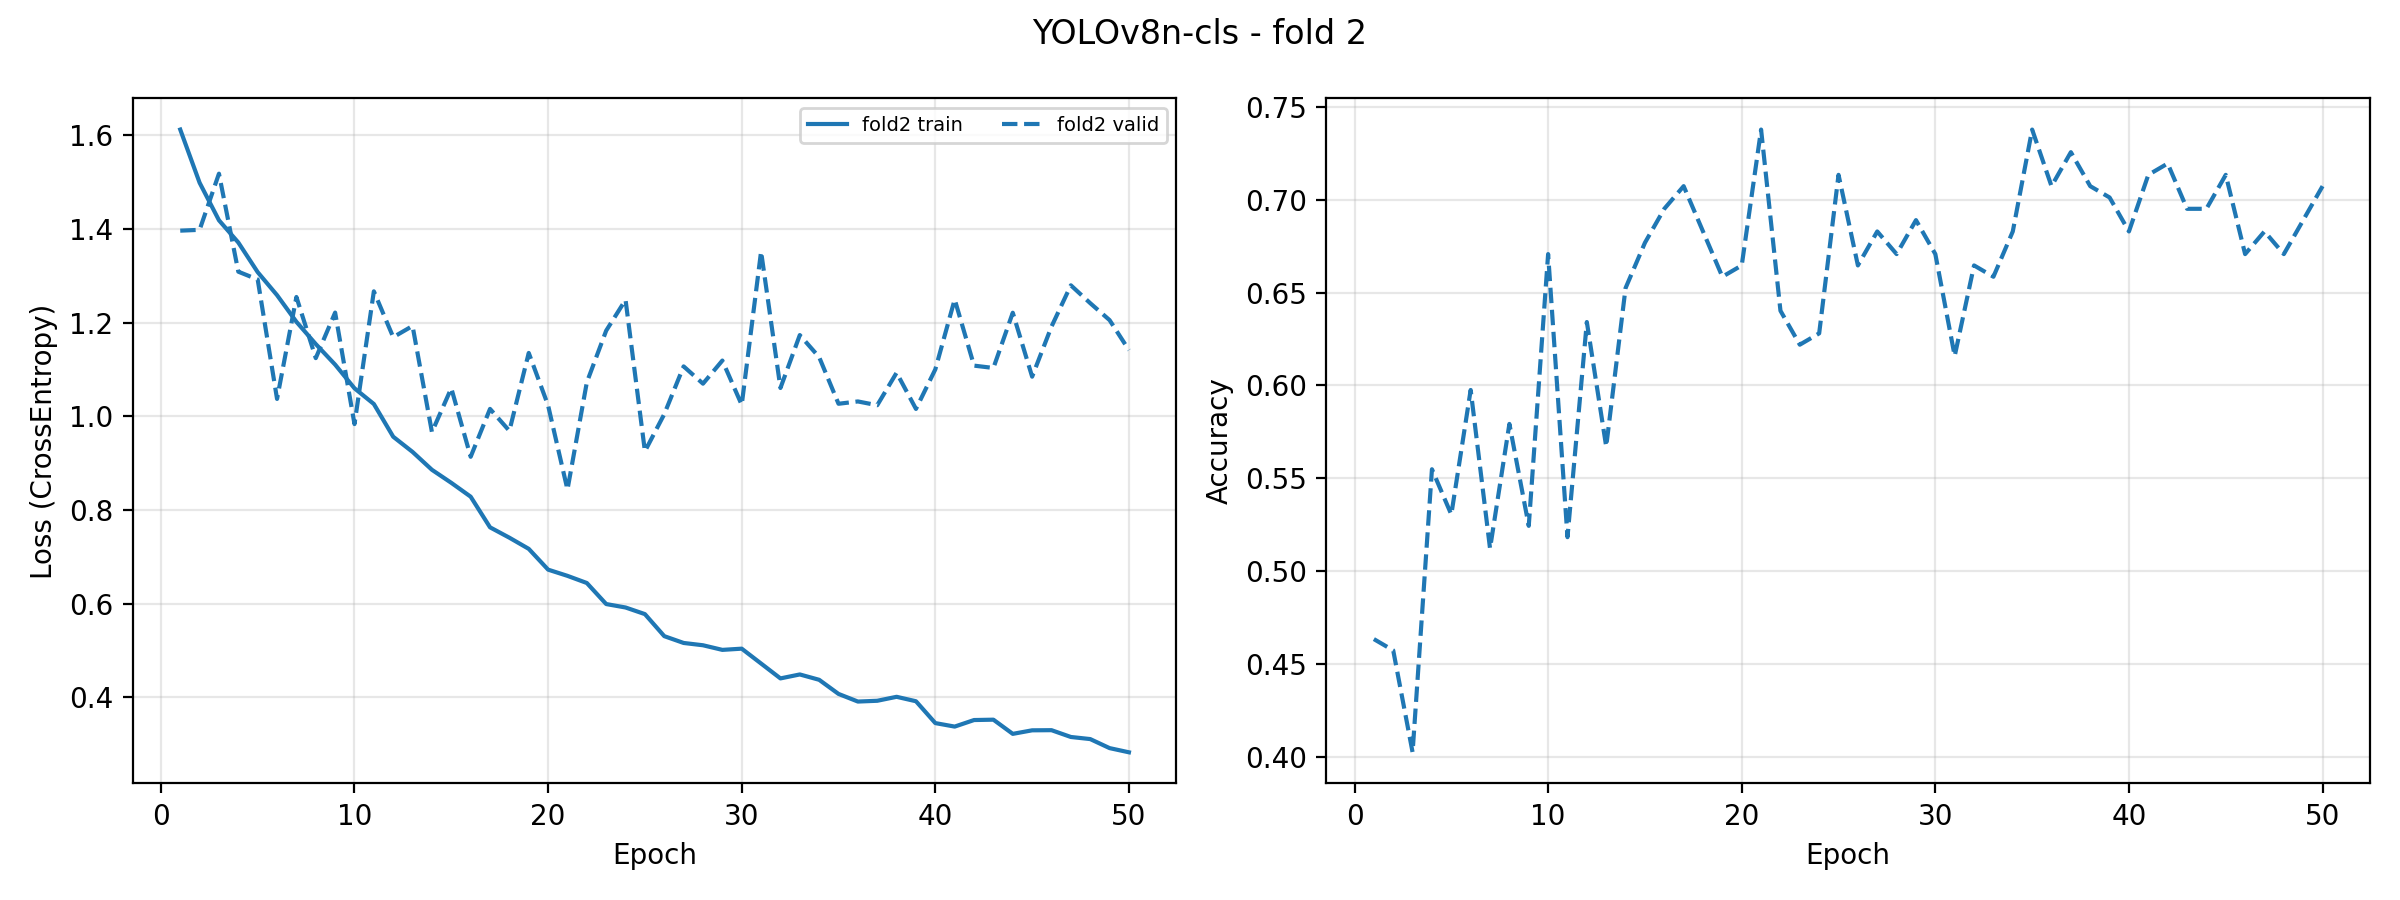 YOLOv8n-cls - fold 2
fold2 train
fold2 valid
1.6
1.4
1.2
1.0
0.8
0.6
0.4
Loss (CrossEntropy)
0 10 20 30 40 50
Epoch
0.75
0.70
0.65
0.60
0.55
0.50
0.45
0.40
Accuracy
0 10 20 30 40 50
Epoch